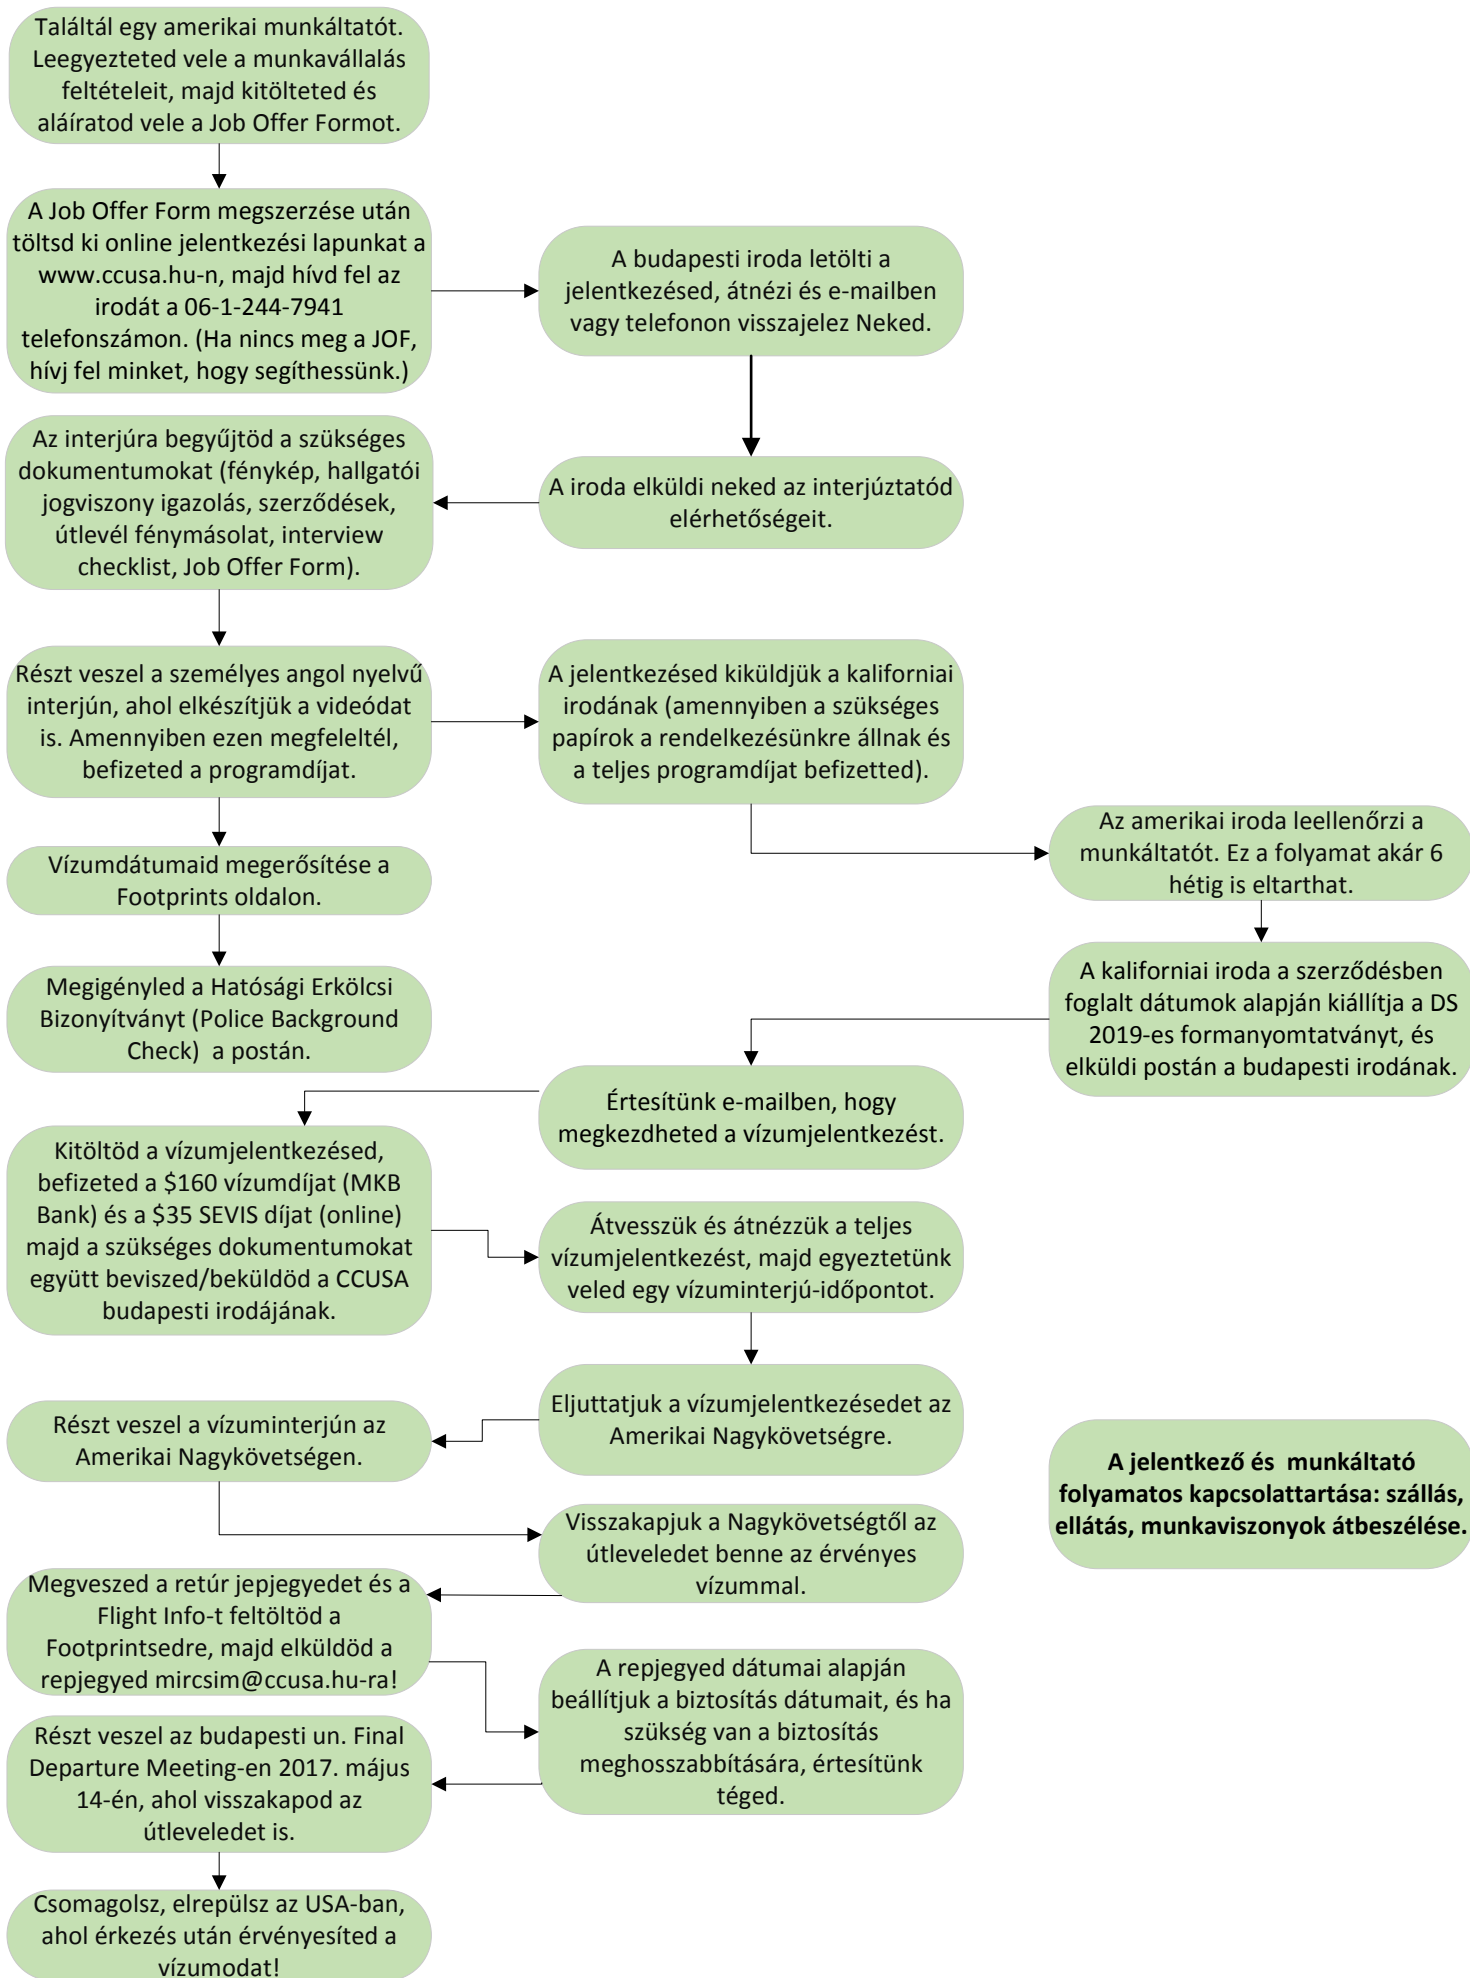 Találtál egy amerikai munkáltatót.
Leegyezteted vele a munkavállalás
feltételeit, majd kitölteted és
aláíratod vele a Job Offer Formot.
A Job Offer Form megszerzése után
töltsd ki online jelentkezési lapunkat a
www.ccusa.hu-n, majd hívd fel az
irodát a 06-1-244-7941
telefonszámon. (Ha nincs meg a JOF,
hívj fel minket, hogy segíthessünk.)
A budapesti iroda letölti a
jelentkezésed, átnézi és e-mailben
vagy telefonon visszajelez Neked.
A iroda elküldi neked az interjúztatód
elérhetőségeit.
Az interjúra begyűjtöd a szükséges
dokumentumokat (fénykép, hallgatói
jogviszony igazolás, szerződések,
útlevél fénymásolat, interview
checklist, Job Offer Form).
Részt veszel a személyes angol nyelvű
interjún, ahol elkészítjük a videódat
is. Amennyiben ezen megfeleltél,
befizeted a programdíjat.
A jelentkezésed kiküldjük a kaliforniai
irodának (amennyiben a szükséges
papírok a rendelkezésünkre állnak és
a teljes programdíjat befizetted).
Az amerikai iroda leellenőrzi a
munkáltatót. Ez a folyamat akár 6
hétig is eltarthat.
Vízumdátumaid megerősítése a
Footprints oldalon.
Megigényled a Hatósági Erkölcsi
Bizonyítványt (Police Background
Check)  a postán.
A kaliforniai iroda a szerződésben
foglalt dátumok alapján kiállítja a DS
2019-es formanyomtatványt, és
elküldi postán a budapesti irodának.
Értesítünk e-mailben, hogy
megkezdheted a vízumjelentkezést.
Kitöltöd a vízumjelentkezésed,
befizeted a $160 vízumdíjat (MKB
Bank) és a $35 SEVIS díjat (online)
majd a szükséges dokumentumokat
együtt beviszed/beküldöd a CCUSA
budapesti irodájának.
Átvesszük és átnézzük a teljes
vízumjelentkezést, majd egyeztetünk
veled egy vízuminterjú-időpontot.
Eljuttatjuk a vízumjelentkezésedet az
Amerikai Nagykövetségre.
Részt veszel a vízuminterjún az
Amerikai Nagykövetségen.
A jelentkező és  munkáltató
folyamatos kapcsolattartása: szállás,
ellátás, munkaviszonyok átbeszélése.
Visszakapjuk a Nagykövetségtől az
útleveledet benne az érvényes
vízummal.
Megveszed a retúr jepjegyedet és a
Flight Info-t feltöltöd a
Footprintsedre, majd elküldöd a
repjegyed mircsim@ccusa.hu-ra!
A repjegyed dátumai alapján
beállítjuk a biztosítás dátumait, és ha
szükség van a biztosítás
meghosszabbítására, értesítünk
téged.
Részt veszel az budapesti un. Final
Departure Meeting-en 2017. május
14-én, ahol visszakapod az
útleveledet is.
Csomagolsz, elrepülsz az USA-ban,
ahol érkezés után érvényesíted a
vízumodat!